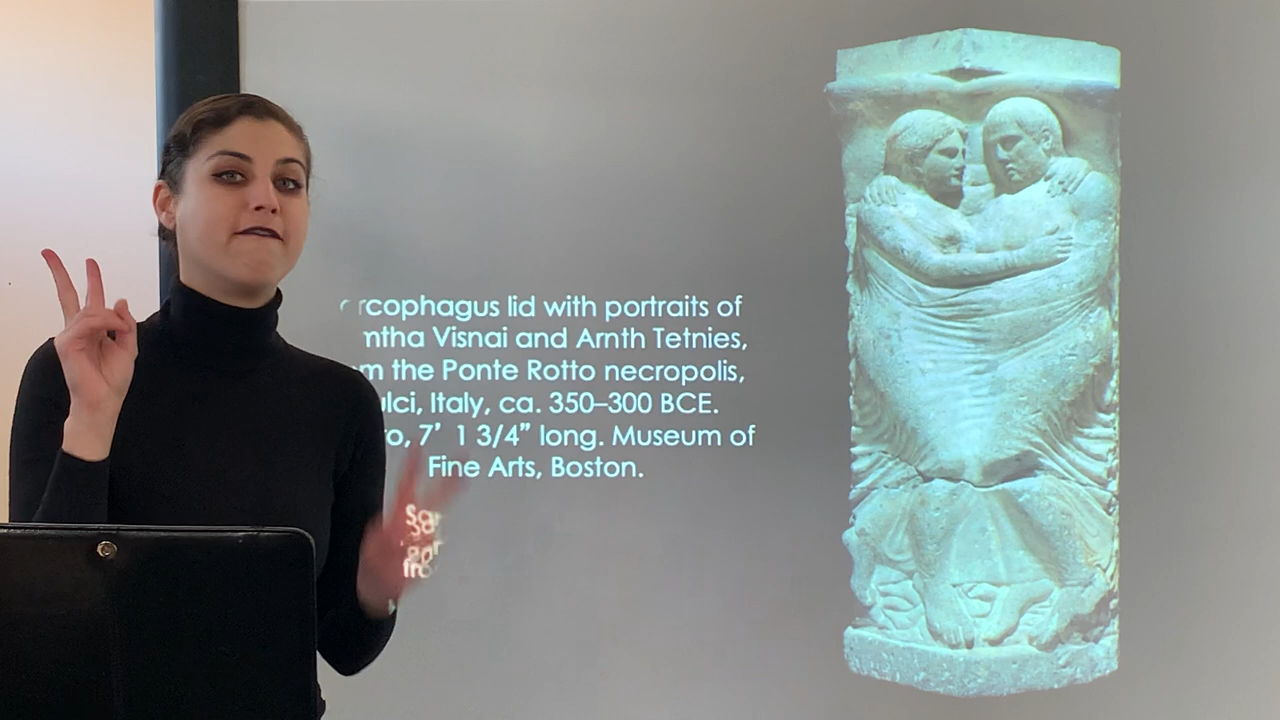 rcophagus lid with portraits of
mtha Visnai and Arnth Tetnies,
m the Ponte Rotto necropolis,
ulci, Italy, ca. 350–300 BCE.
o, 7’ 1 3/4” long. Museum of
Fine Arts, Boston.